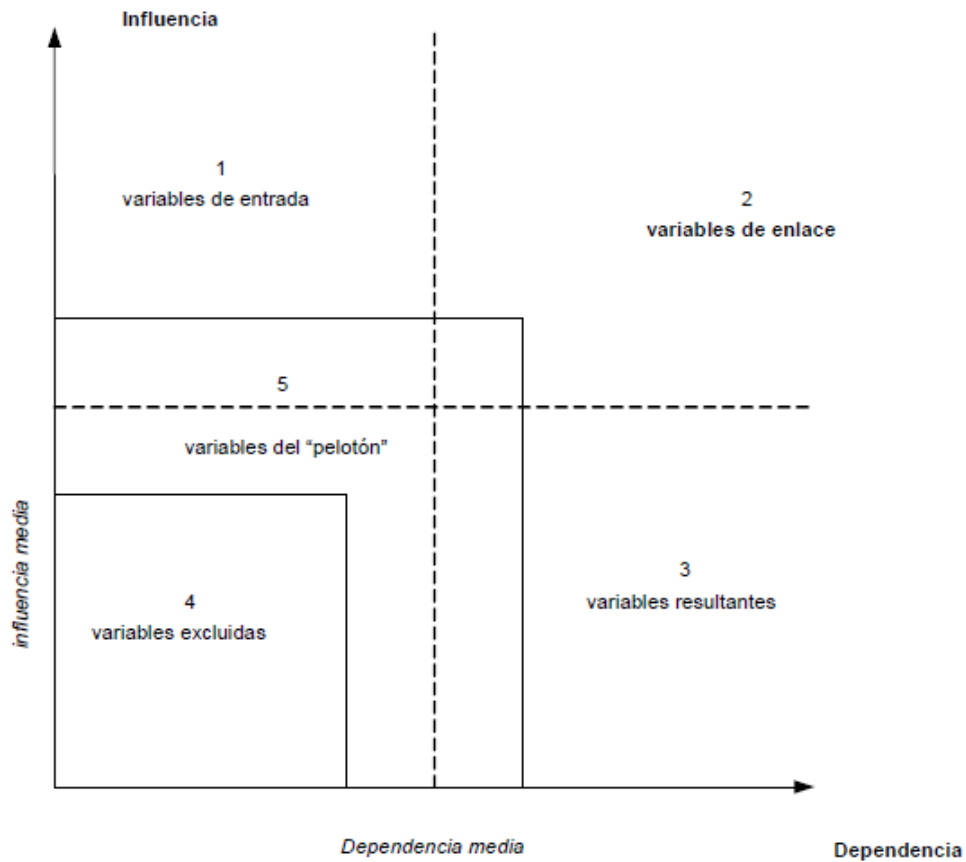 Influencia
1
variables de entrada
2
variables de enlace
5
variables del “pelotón”
influencia media
3
variables resultantes
4
variables excluidas
Dependencia media
Dependencia